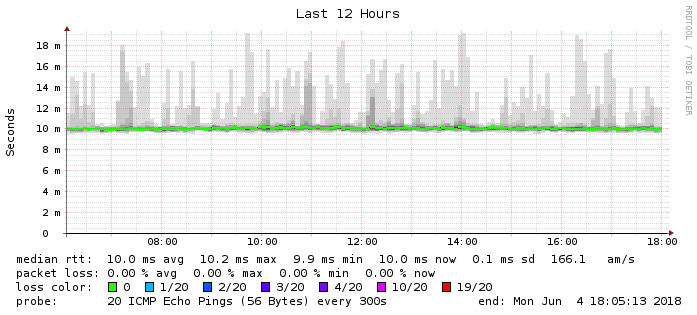 Last 12 Hours
RRDTOOL / TOBI OETIKER
Seconds
18 m
16 m
14 m
12 m
10 m
8 m
6 m
4 m
2 m
0
08:00 10:00 12:00 14:00 16:00 18:00
median rtt: 10.0 ms avg 10.2 ms max 9.9 ms min 10.0 ms now 0.1 ms sd 166.1 am/s
packet loss: 0.00 % avg 0.00 % max 0.00 % min 0.00 % now
loss color: 0 1/20 2/20 3/20 4/20 10/20 19/20
probe: 20 ICMP Echo Pings (56 Bytes) every 300s end: Mon Jun 4 18:05:13 2018